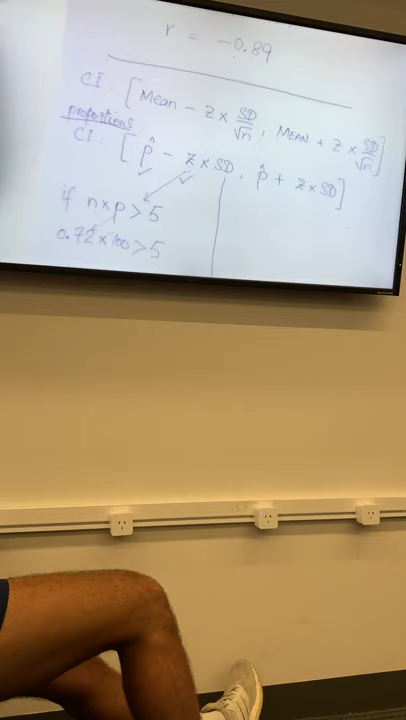 r = -0.89
CI: [Mean - Z × SD/√n, Mean + Z × SD/√n]
proportions
CI: [p̂ - Z × SD, p̂ + Z × SD]
if n×p > 5
0.72 × 100 > 5